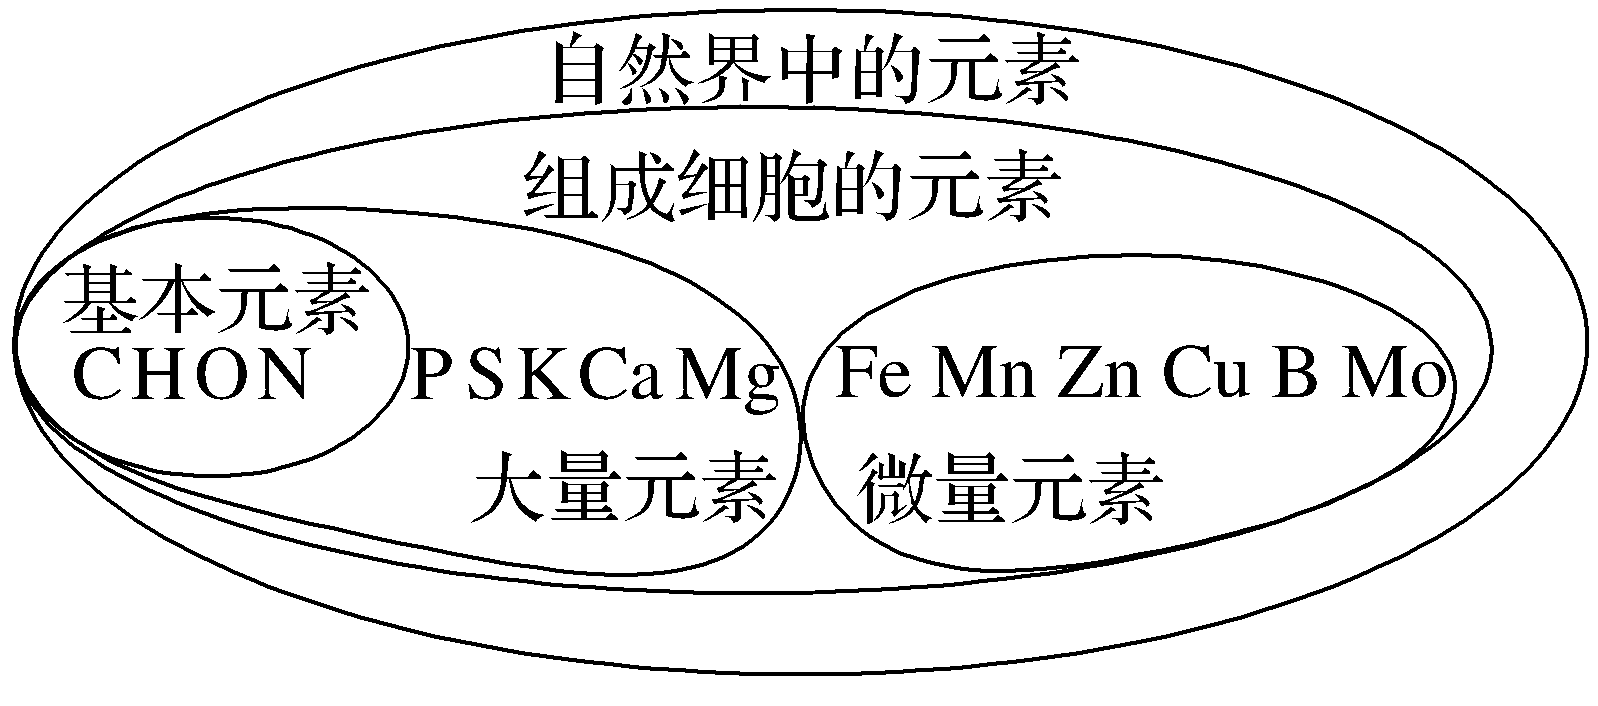 自然界中的元素
组成细胞的元素
基本元素
C H O N P S K Ca Mg Fe Mn Zn Cu B Mo
大量元素 微量元素